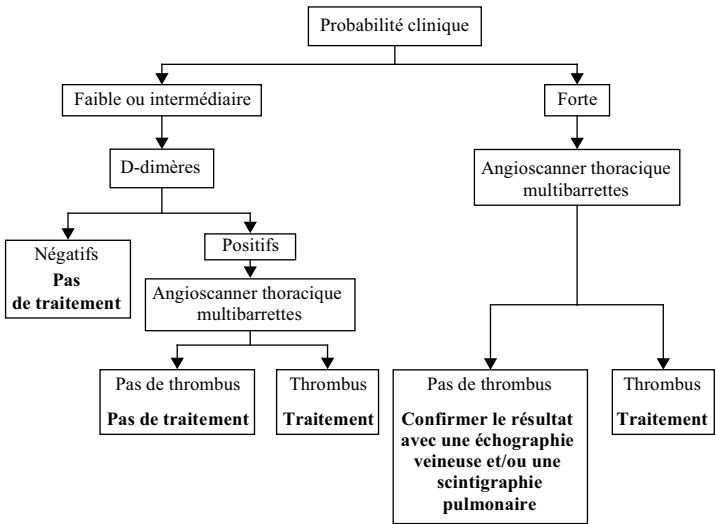 Probabilité clinique
Faible ou intermédiaire
Forte
D-dimères
Angioscanner thoracique
multibarrettes
Négatifs
Pas
de traitement
Positifs
Angioscanner thoracique
multibarrettes
Pas de thrombus
Pas de traitement
Thrombus
Traitement
Pas de thrombus
Confirmer le résultat
avec une échographie
veineuse et/ou une
scintigraphie
pulmonaire
Thrombus
Traitement